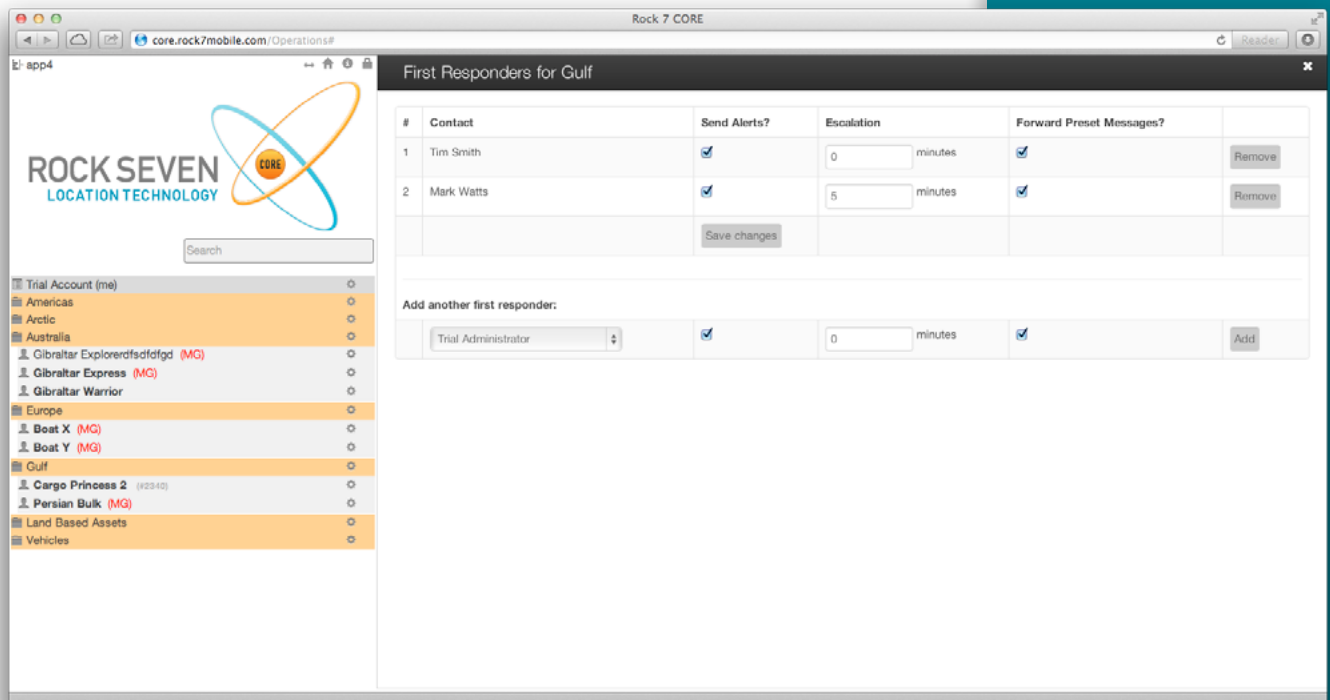 Rock 7 CORE
core.rock7mobile.com/Operations#
Reader
app4
ROCK SEVEN
CORE
LOCATION TECHNOLOGY
Search
Trial Account (me)
Americas
Arctic
Australia
Gibraltar Explorerdfsdfdfgd (MG)
Gibraltar Express (MG)
Gibraltar Warrior
Europe
Boat X (MG)
Boat Y (MG)
Gulf
Cargo Princess 2 (#2340)
Persian Bulk (MG)
Land Based Assets
Vehicles
First Responders for Gulf
# Contact Send Alerts? Escalation Forward Preset Messages?
1 Tim Smith 0 minutes Remove
2 Mark Watts 5 minutes Remove
Save changes
Add another first responder:
Trial Administrator 0 minutes Add